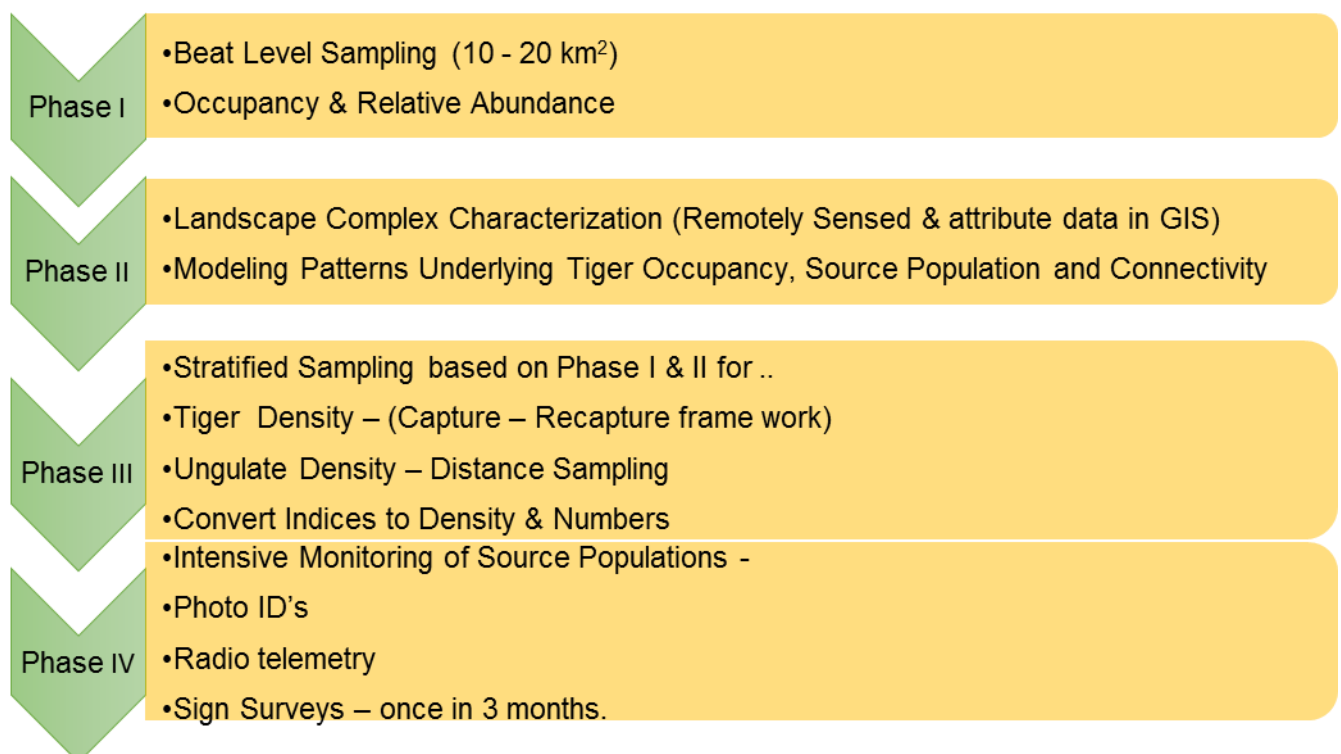 Phase I
•Beat Level Sampling (10 - 20 km²)
•Occupancy & Relative Abundance
Phase II
•Landscape Complex Characterization (Remotely Sensed & attribute data in GIS)
•Modeling Patterns Underlying Tiger Occupancy, Source Population and Connectivity
Phase III
•Stratified Sampling based on Phase I & II for ..
•Tiger Density – (Capture – Recapture frame work)
•Ungulate Density – Distance Sampling
•Convert Indices to Density & Numbers
Phase IV
•Intensive Monitoring of Source Populations -
•Photo ID’s
•Radio telemetry
•Sign Surveys – once in 3 months.